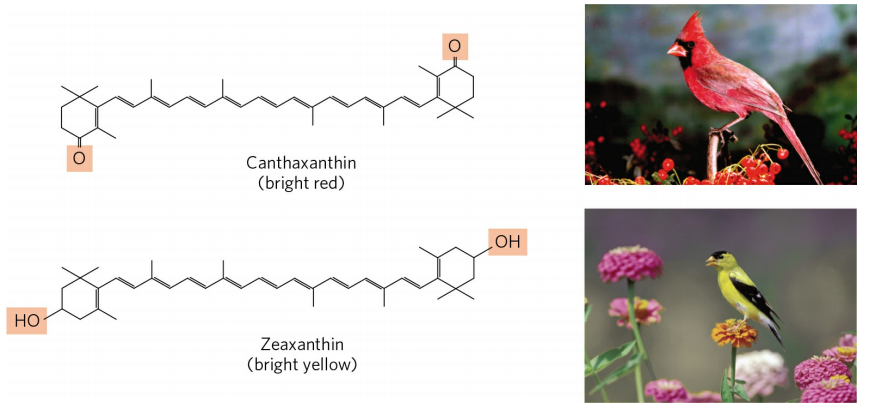 O
O
Canthaxanthin
(bright red)
OH
HO
Zeaxanthin
(bright yellow)